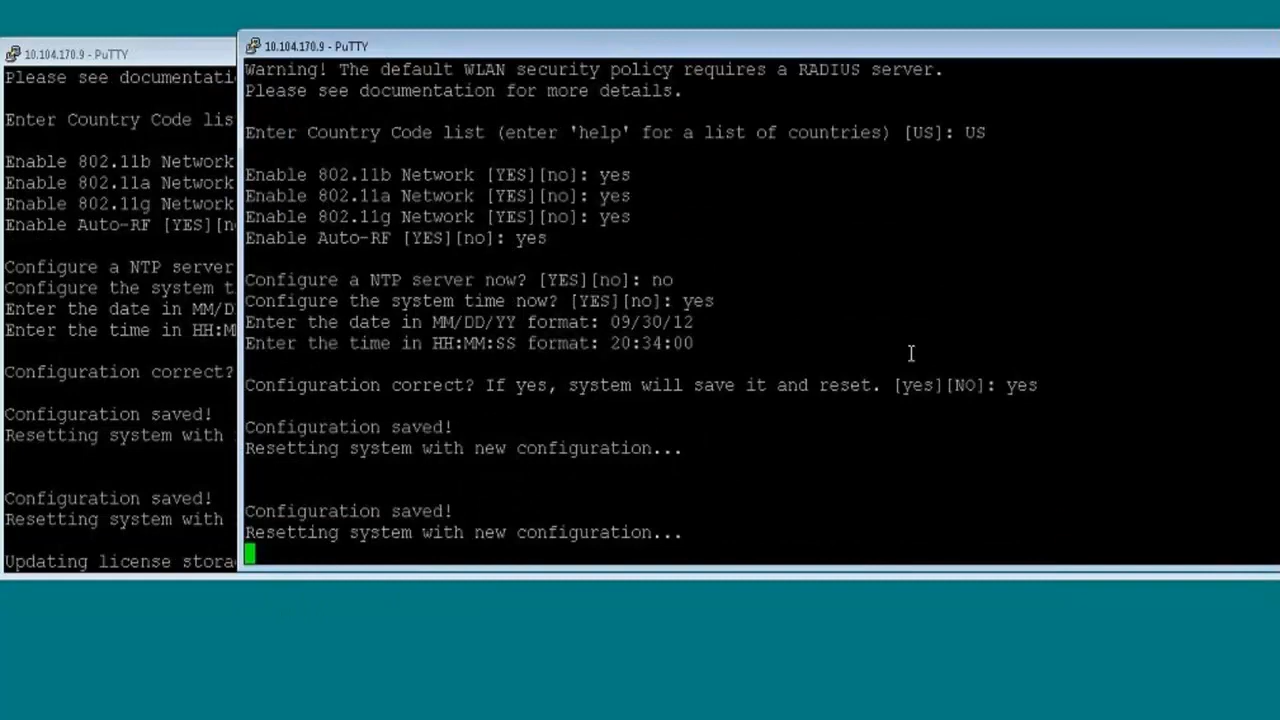 10.104.170.9 - PuTTY
Please see documentati
Enter Country Code lis
Enable 802.11b Network
Enable 802.11a Network
Enable 802.11g Network
Enable Auto-RF [YES][n
Configure a NTP server
Configure the system t
Enter the date in MM/D
Enter the time in HH:M
Configuration correct?
Configuration saved!
Resetting system with
Configuration saved!
Resetting system with
Updating license stora
10.104.170.9 - PuTTY
Warning! The default WLAN security policy requires a RADIUS server.
Please see documentation for more details.
Enter Country Code list (enter 'help' for a list of countries) [US]: US
Enable 802.11b Network [YES][no]: yes
Enable 802.11a Network [YES][no]: yes
Enable 802.11g Network [YES][no]: yes
Enable Auto-RF [YES][no]: yes
Configure a NTP server now? [YES][no]: no
Configure the system time now? [YES][no]: yes
Enter the date in MM/DD/YY format: 09/30/12
Enter the time in HH:MM:SS format: 20:34:00
Configuration correct? If yes, system will save it and reset. [yes][NO]: yes
Configuration saved!
Resetting system with new configuration...
Configuration saved!
Resetting system with new configuration...